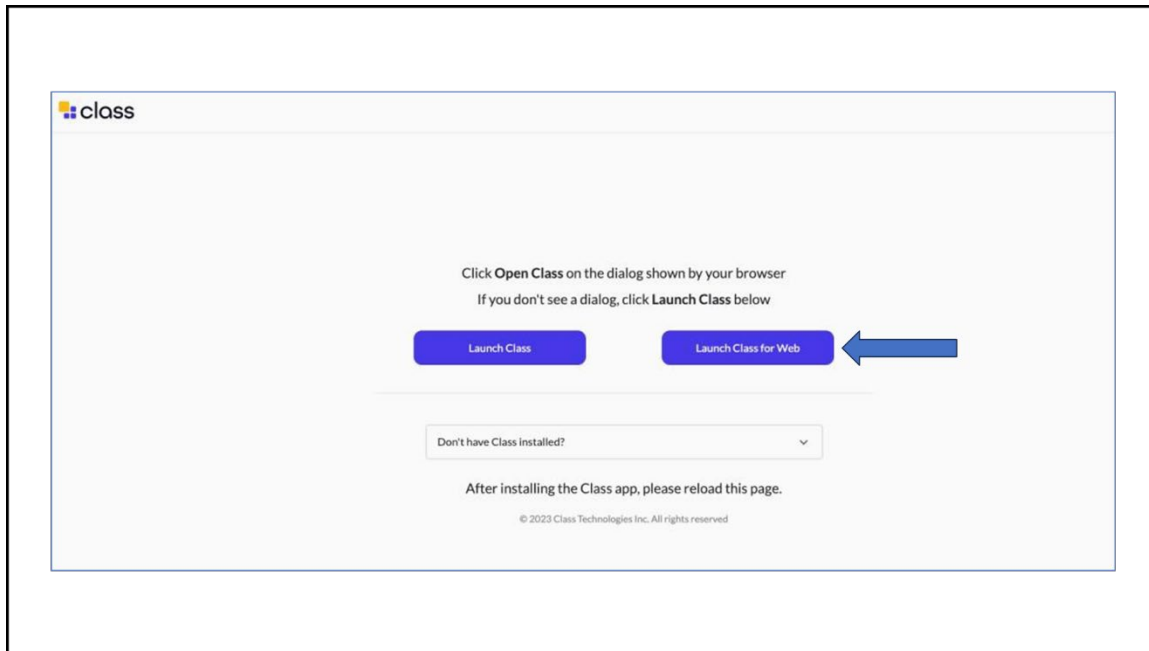 class
Click Open Class on the dialog shown by your browser
If you don't see a dialog, click Launch Class below
Launch Class
Launch Class for Web
Don't have Class installed?
After installing the Class app, please reload this page.
© 2023 Class Technologies Inc. All rights reserved